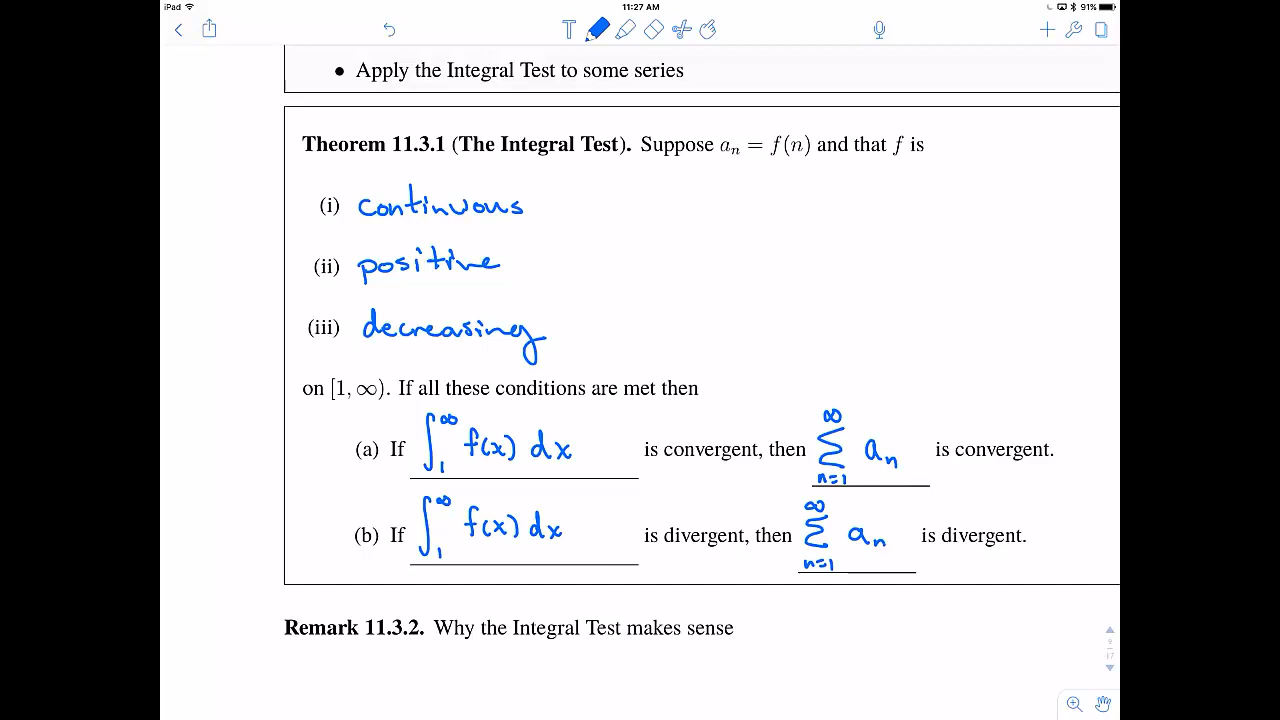 iPad 11:27 AM 91%
T
• Apply the Integral Test to some series
Theorem 11.3.1 (The Integral Test). Suppose aₙ = f(n) and that f is
(i) continuous
(ii) positive
(iii) decreasing
on [1, ∞). If all these conditions are met then
(a) If ∫₁^∞ f(x) dx is convergent, then ∑_{n=1}^∞ aₙ is convergent.
(b) If ∫₁^∞ f(x) dx is divergent, then ∑_{n=1}^∞ aₙ is divergent.
Remark 11.3.2. Why the Integral Test makes sense
9
17